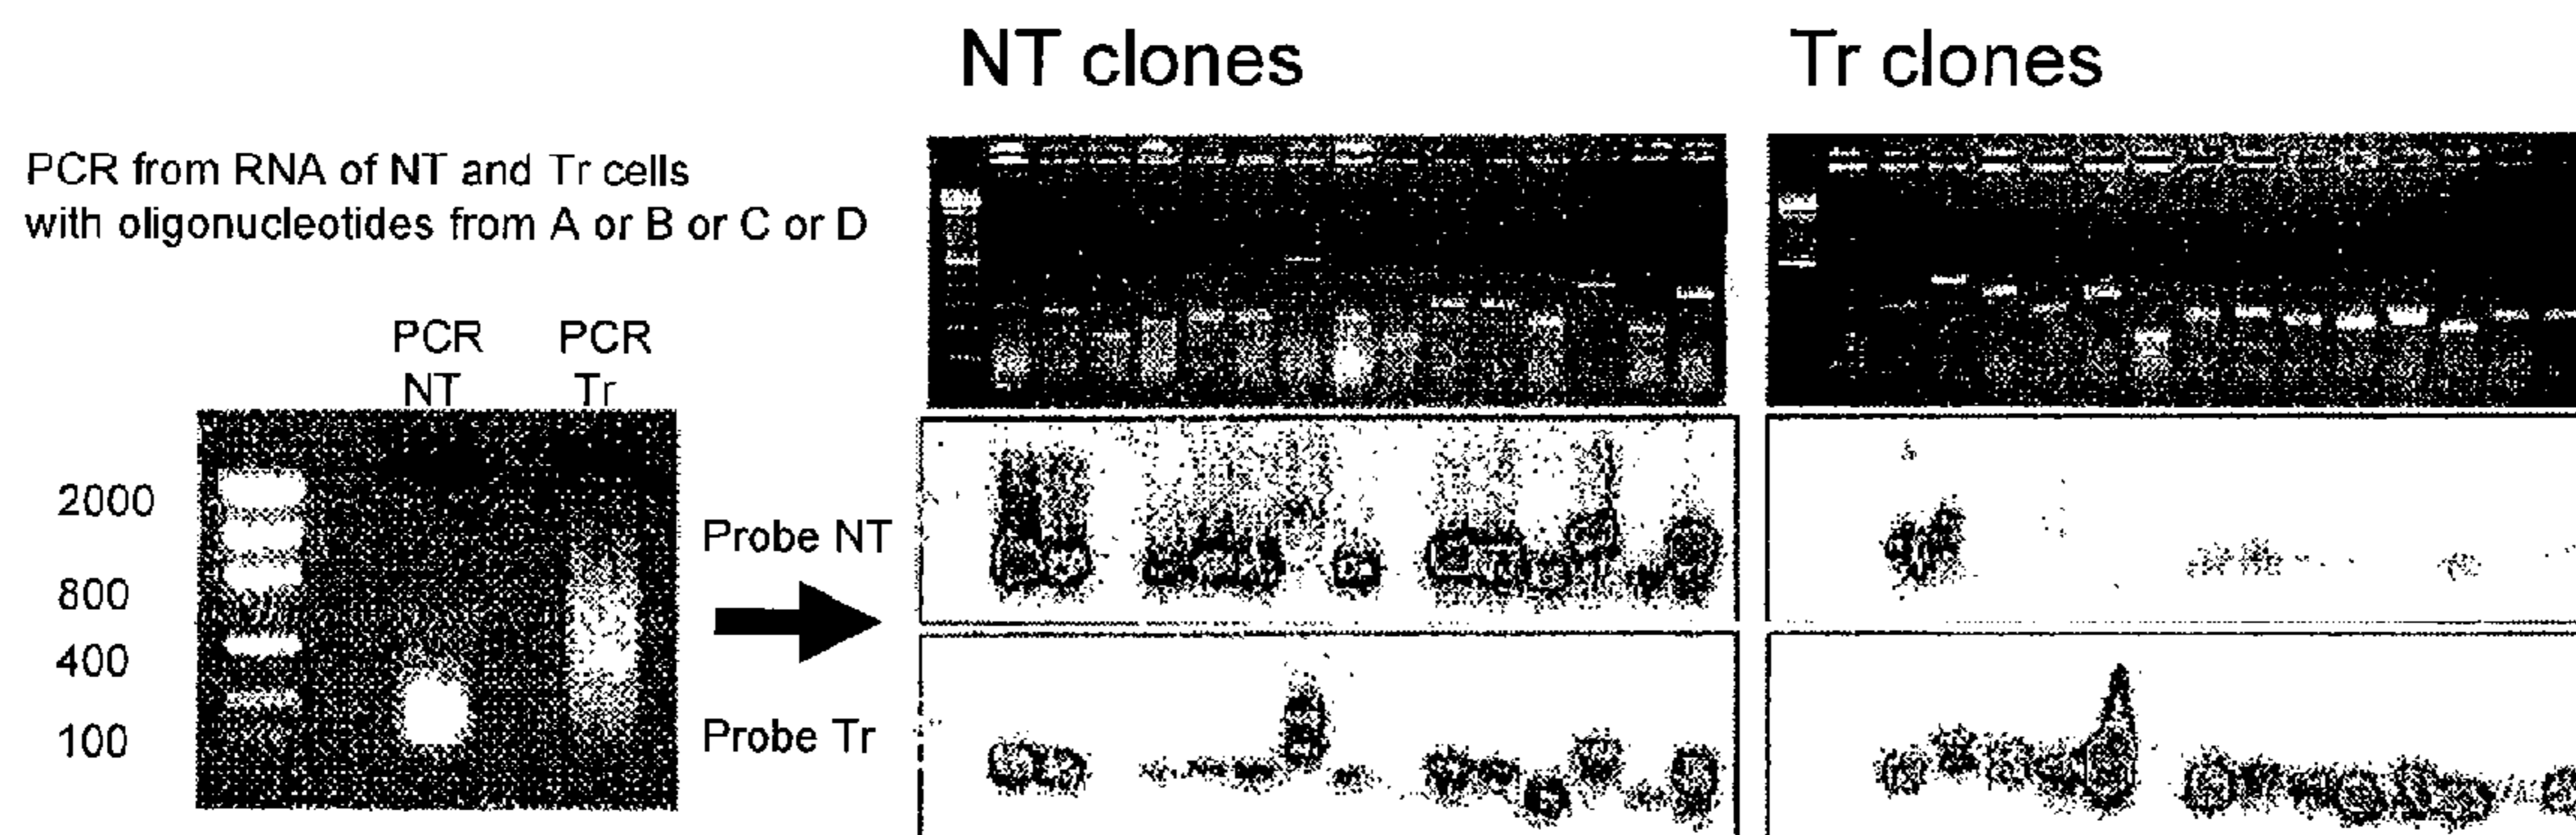 NT clones
Tr clones
PCR from RNA of NT and Tr cells
with oligonucleotides from A or B or C or D
PCR
NT
PCR
Tr
2000
800
400
100
Probe NT
Probe Tr